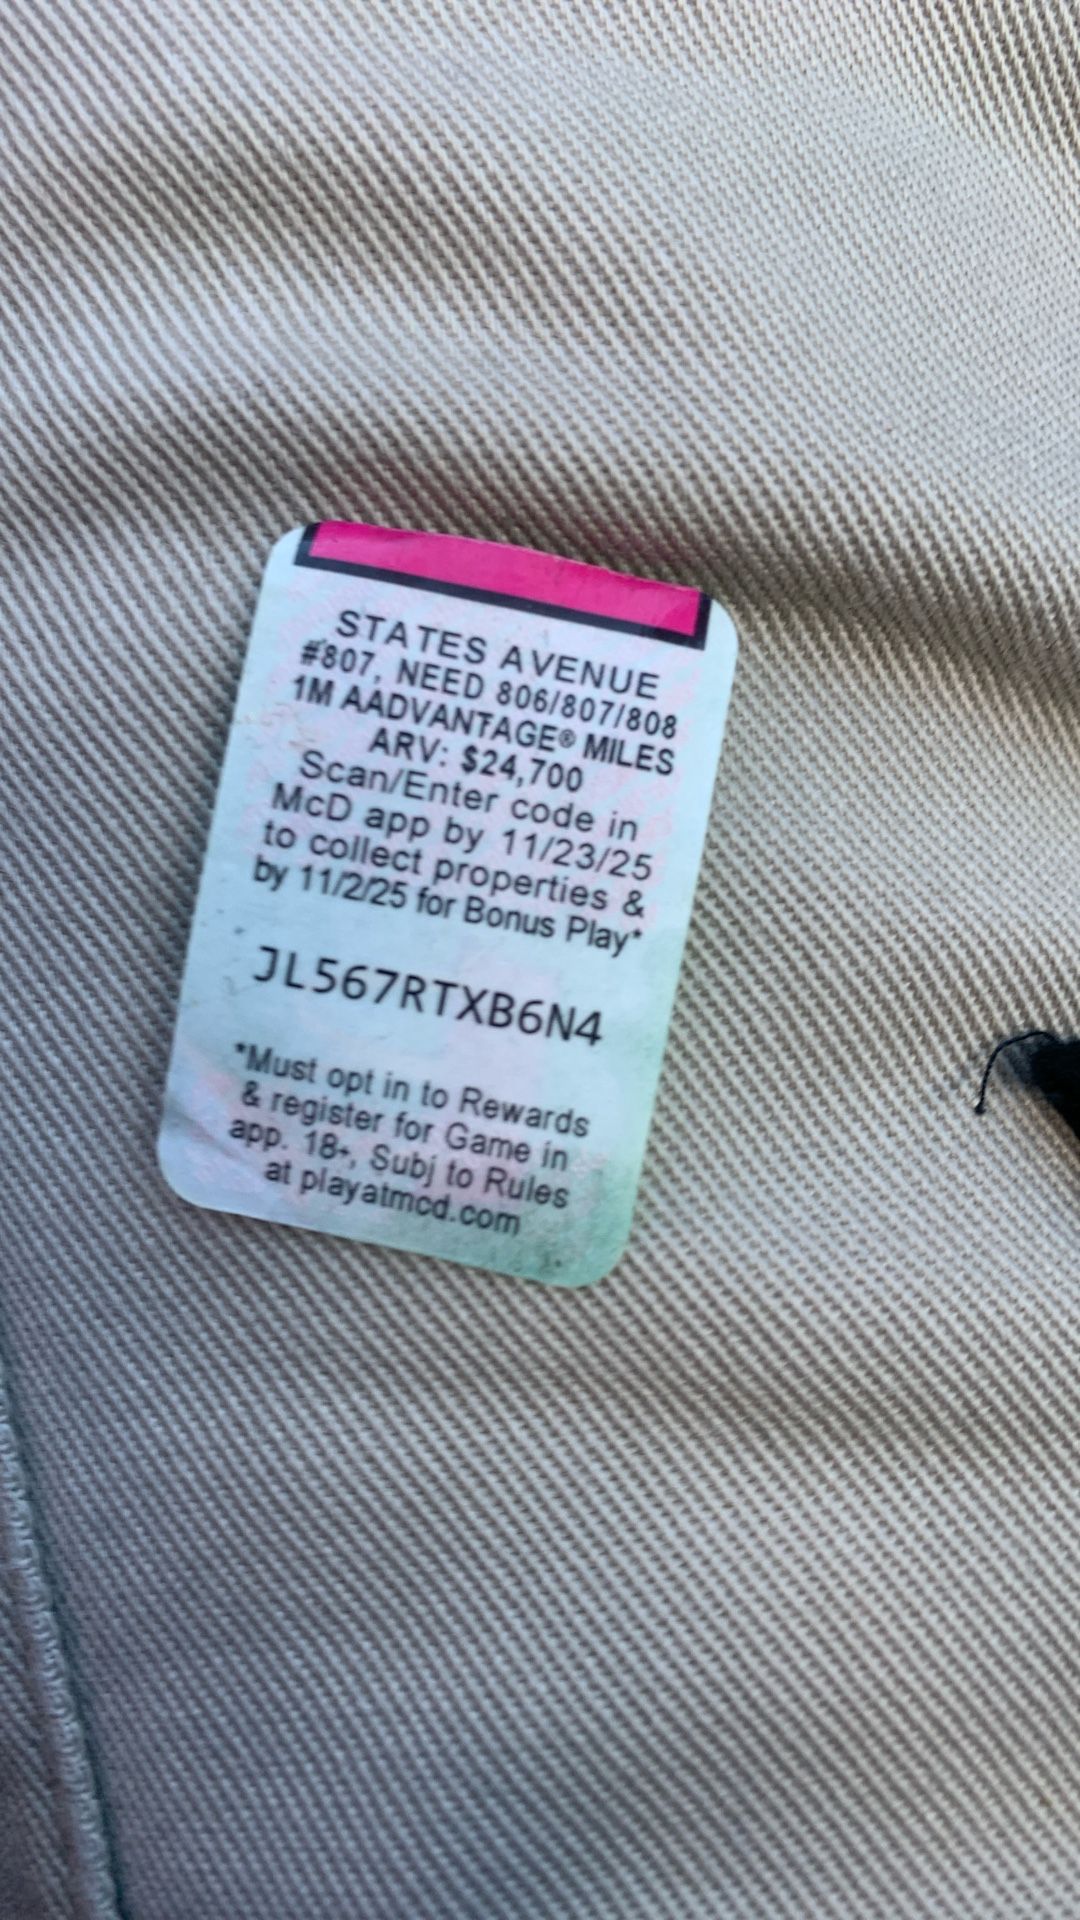 STATES AVENUE
#807, NEED 806/807/808
1M AADVANTAGE® MILES
ARV: $24,700
Scan/Enter code in
McD app by 11/23/25
to collect properties &
by 11/2/25 for Bonus Play*
JL567RTXB6N4
*Must opt in to Rewards
& register for Game in
app. 18+, Subj to Rules
at playatmcd.com